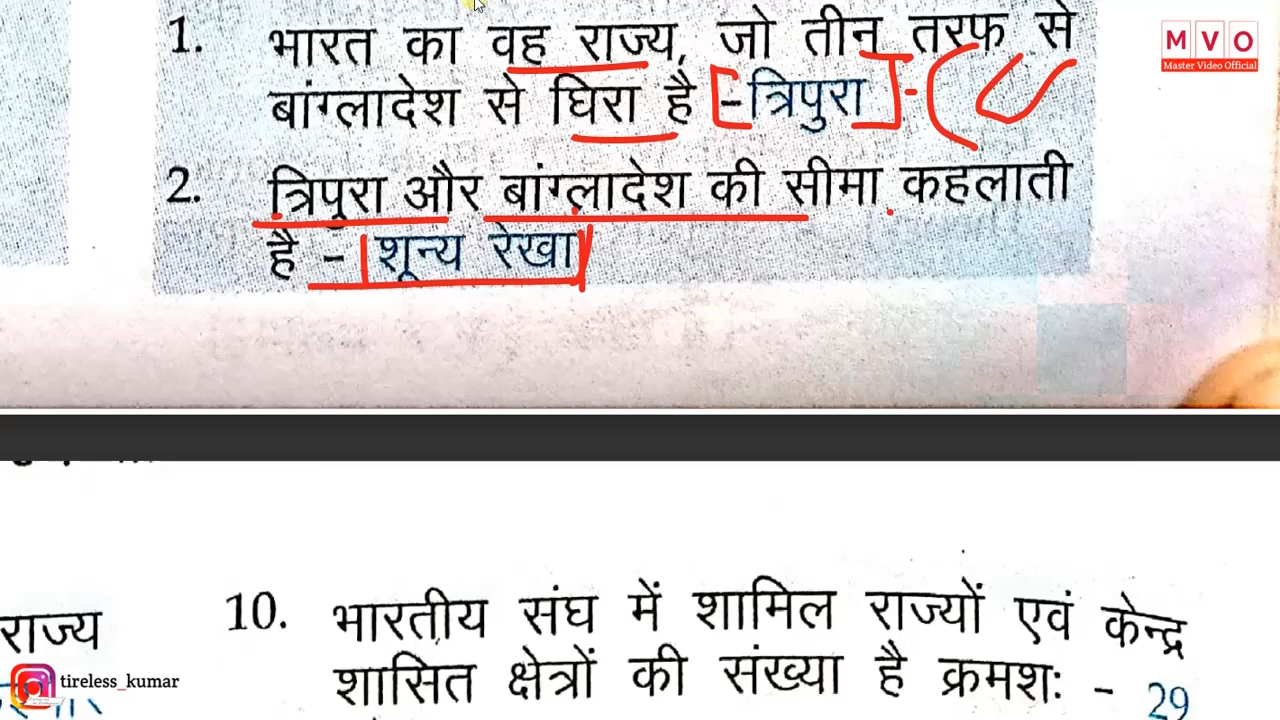 1. भारत का वह राज्य, जो तीन तरफ से
बांग्लादेश से घिरा है -त्रिपुरा
2. त्रिपुरा और बांग्लादेश की सीमा कहलाती
है - शून्य रेखा
M V O
Master Video Official
राज्य
10. भारतीय संघ में शामिल राज्यों एवं केन्द्र
शासित क्षेत्रों की संख्या है क्रमशः - 29
tireless_kumar